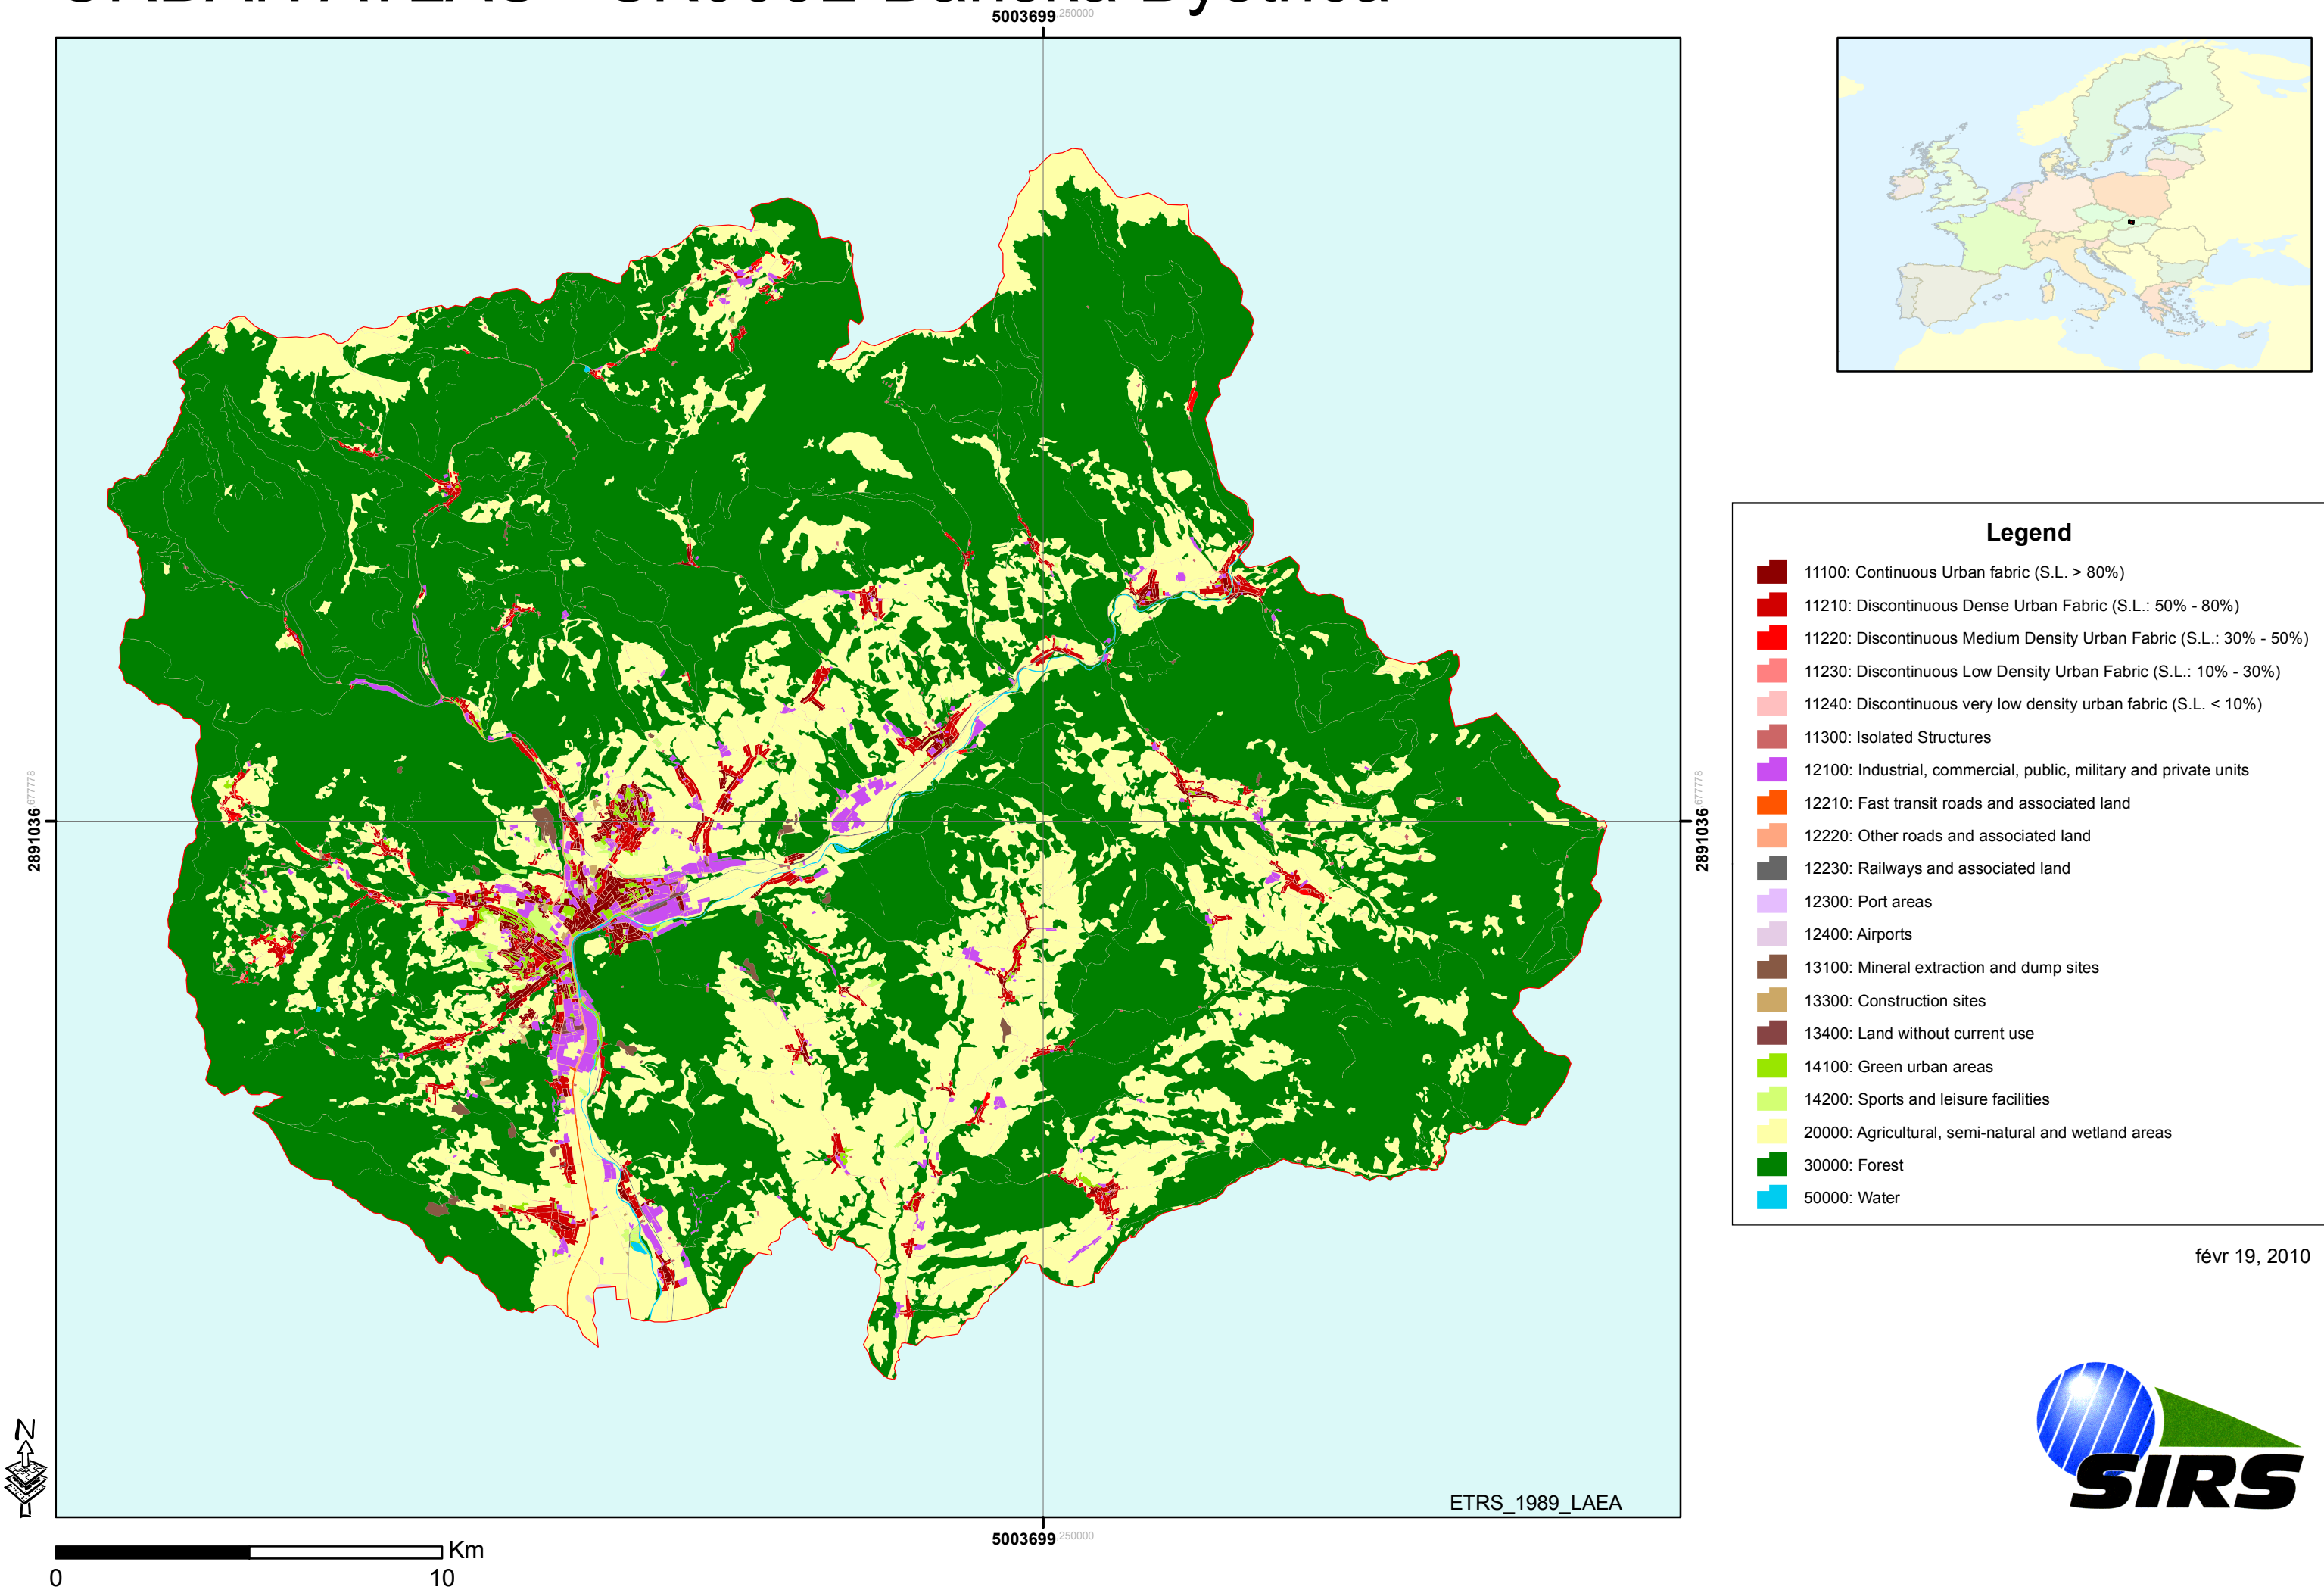 5003699.250000
2891036.677778
2891036.677778
Legend
11100: Continuous Urban fabric (S.L. > 80%)
11210: Discontinuous Dense Urban Fabric (S.L.: 50% - 80%)
11220: Discontinuous Medium Density Urban Fabric (S.L.: 30% - 50%)
11230: Discontinuous Low Density Urban Fabric (S.L.: 10% - 30%)
11240: Discontinuous very low density urban fabric (S.L. < 10%)
11300: Isolated Structures
12100: Industrial, commercial, public, military and private units
12210: Fast transit roads and associated land
12220: Other roads and associated land
12230: Railways and associated land
12300: Port areas
12400: Airports
13100: Mineral extraction and dump sites
13300: Construction sites
13400: Land without current use
14100: Green urban areas
14200: Sports and leisure facilities
20000: Agricultural, semi-natural and wetland areas
30000: Forest
50000: Water
févr 19, 2010
N
SIRS
ETRS_1989_LAEA
5003699.250000
Km
0 10